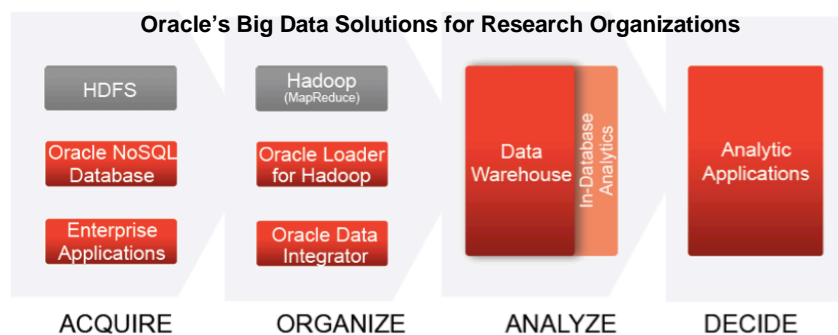 Oracle's Big Data Solutions for Research Organizations
HDFS
Oracle NoSQL
Database
Enterprise
Applications
ACQUIRE
Hadoop
(MapReduce)
Oracle Loader
for Hadoop
Oracle Data
Integrator
ORGANIZE
Data
Warehouse
In-Database
Analytics
ANALYZE
Analytic
Applications
DECIDE